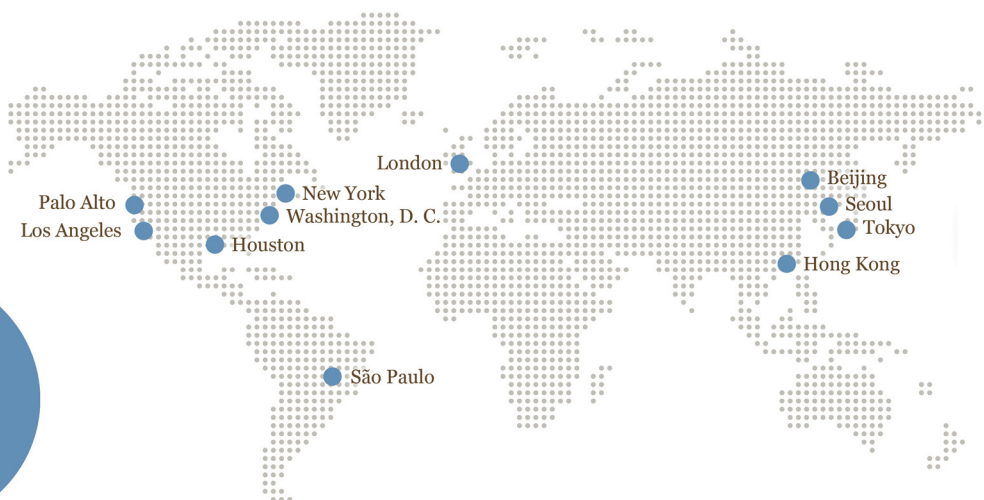 London
Beijing
New York
Palo Alto
Seoul
Washington, D. C.
Los Angeles
Tokyo
Houston
Hong Kong
São Paulo